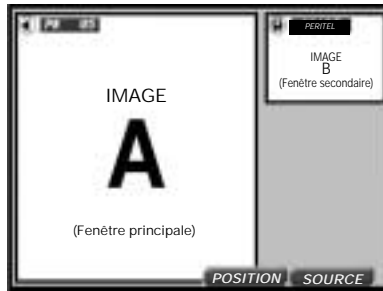 PR 05
IMAGE
A
(Fenêtre principale)
PERITEL
IMAGE
B
(Fenêtre secondaire)
POSITION SOURCE